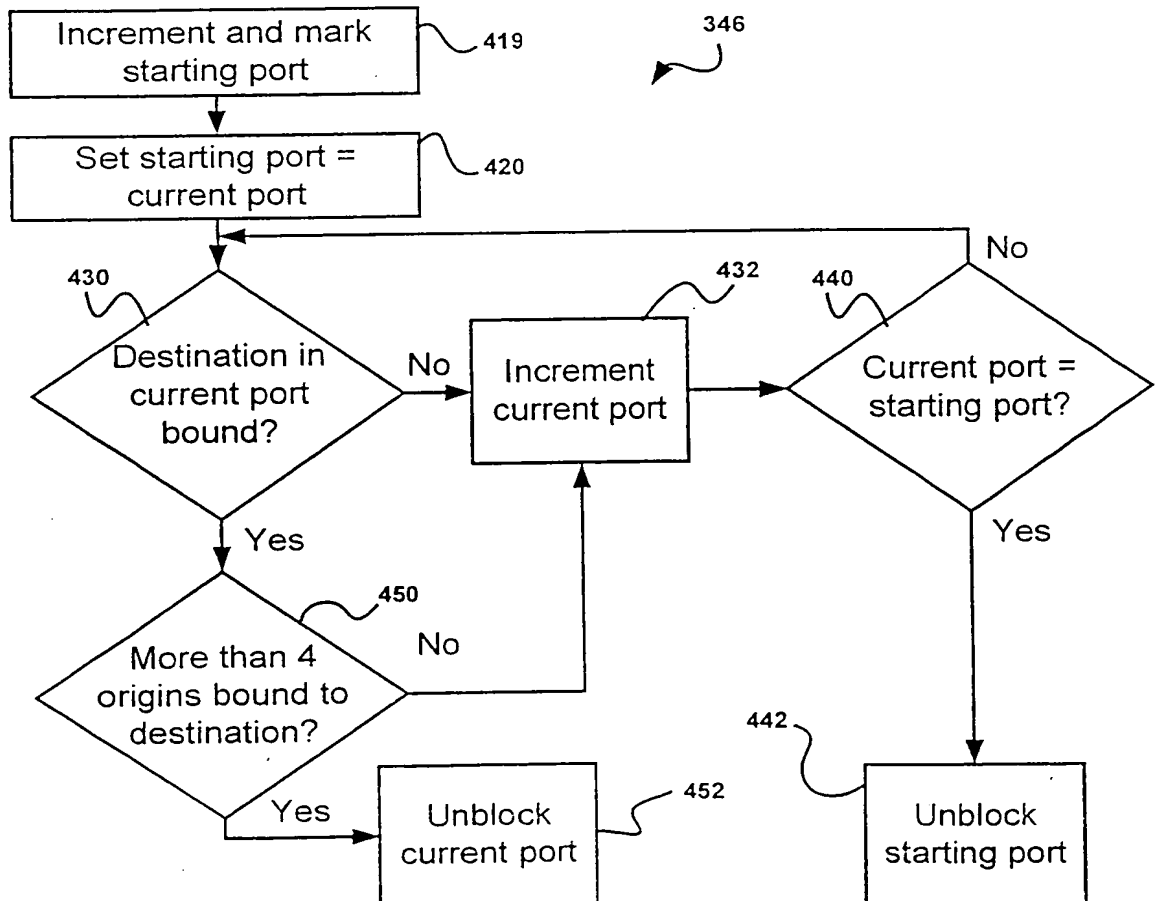 Increment and mark
starting port
419
346
Set starting port =
current port
420
No
430
432
440
Destination in
current port
bound?
No
Increment
current port
Current port =
starting port?
Yes
Yes
450
More than 4
origins bound to
destination?
No
442
Yes
Unblock
current port
452
Unblock
starting port